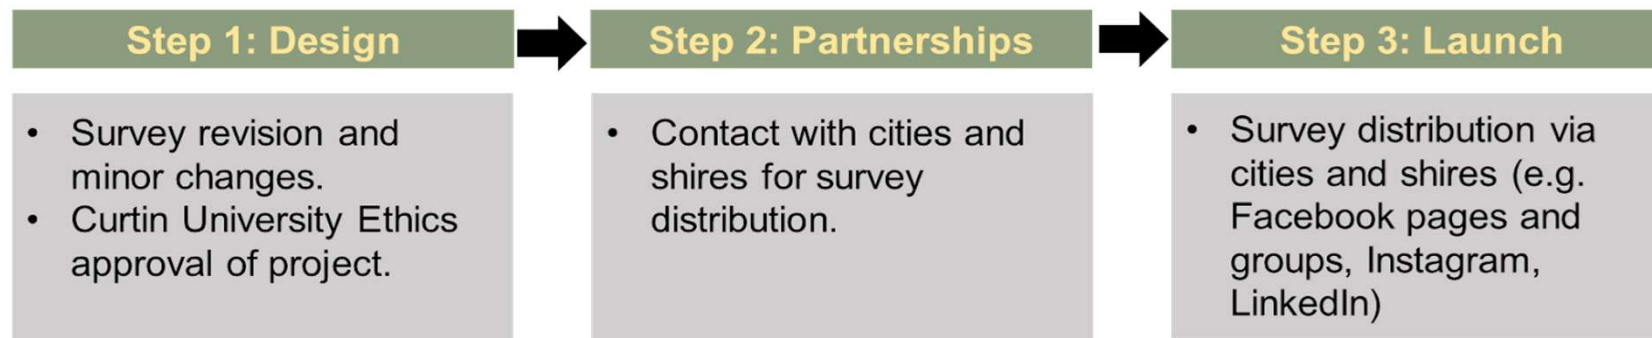 Step 1: Design
• Survey revision and
minor changes.
• Curtin University Ethics
approval of project.
Step 2: Partnerships
• Contact with cities and
shires for survey
distribution.
Step 3: Launch
• Survey distribution via
cities and shires (e.g.
Facebook pages and
groups, Instagram,
LinkedIn)